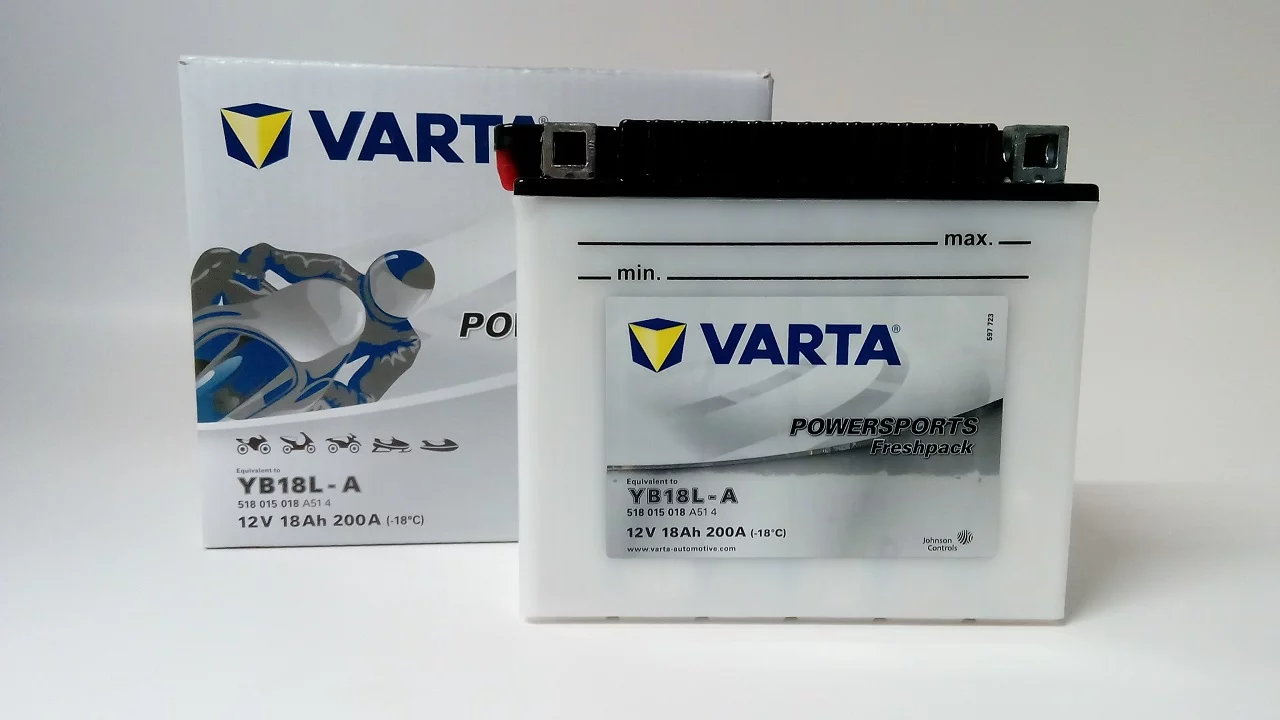 VARTA
PO
Equivalent to
YB18L - A
518 015 018 A51 4
12V 18Ah 200A (-18°C)
max.
min.
VARTA®
597 723
POWERSPORTS
Freshpack
Equivalent to
YB18L - A
518 015 018 A51 4
12V 18Ah 200A (-18°C)
www.varta-automotive.com
Johnson
Controls